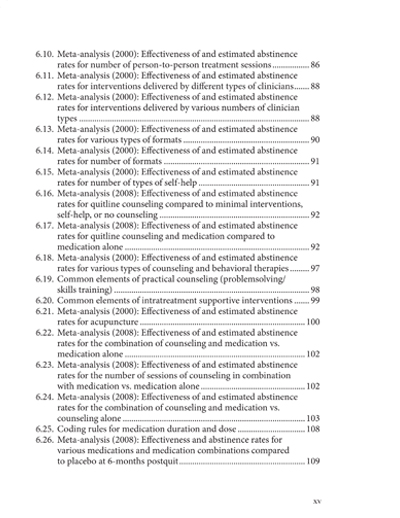 6.10. Meta-analysis (2000): Effectiveness of and estimated abstinence
rates for number of person-to-person treatment sessions ................. 86
6.11. Meta-analysis (2000): Effectiveness of and estimated abstinence
rates for interventions delivered by different types of clinicians....... 88
6.12. Meta-analysis (2000): Effectiveness of and estimated abstinence
rates for interventions delivered by various numbers of clinician
types ........................................................................................................ 88
6.13. Meta-analysis (2000): Effectiveness of and estimated abstinence
rates for various types of formats ......................................................... 90
6.14. Meta-analysis (2000): Effectiveness of and estimated abstinence
rates for number of formats .................................................................. 91
6.15. Meta-analysis (2000): Effectiveness of and estimated abstinence
rates for number of types of self-help .................................................. 91
6.16. Meta-analysis (2008): Effectiveness of and estimated abstinence
rates for quitline counseling compared to minimal interventions,
self-help, or no counseling .................................................................... 92
6.17. Meta-analysis (2008): Effectiveness of and estimated abstinence
rates for quitline counseling and medication compared to
medication alone .................................................................................... 92
6.18. Meta-analysis (2000): Effectiveness of and estimated abstinence
rates for various types of counseling and behavioral therapies......... 97
6.19. Common elements of practical counseling (problemsolving/
skills training) ........................................................................................ 98
6.20. Common elements of intratreatment supportive interventions ....... 99
6.21. Meta-analysis (2000): Effectiveness of and estimated abstinence
rates for acupuncture ........................................................................... 100
6.22. Meta-analysis (2008): Effectiveness of and estimated abstinence
rates for the combination of counseling and medication vs.
medication alone .................................................................................. 102
6.23. Meta-analysis (2008): Effectiveness of and estimated abstinence
rates for the number of sessions of counseling in combination
with medication vs. medication alone ................................................ 102
6.24. Meta-analysis (2008): Effectiveness of and estimated abstinence
rates for the combination of counseling and medication vs.
counseling alone ................................................................................... 103
6.25. Coding rules for medication duration and dose ............................... 108
6.26. Meta-analysis (2008): Effectiveness and abstinence rates for
various medications and medication combinations compared
to placebo at 6-months postquit.......................................................... 109
xv